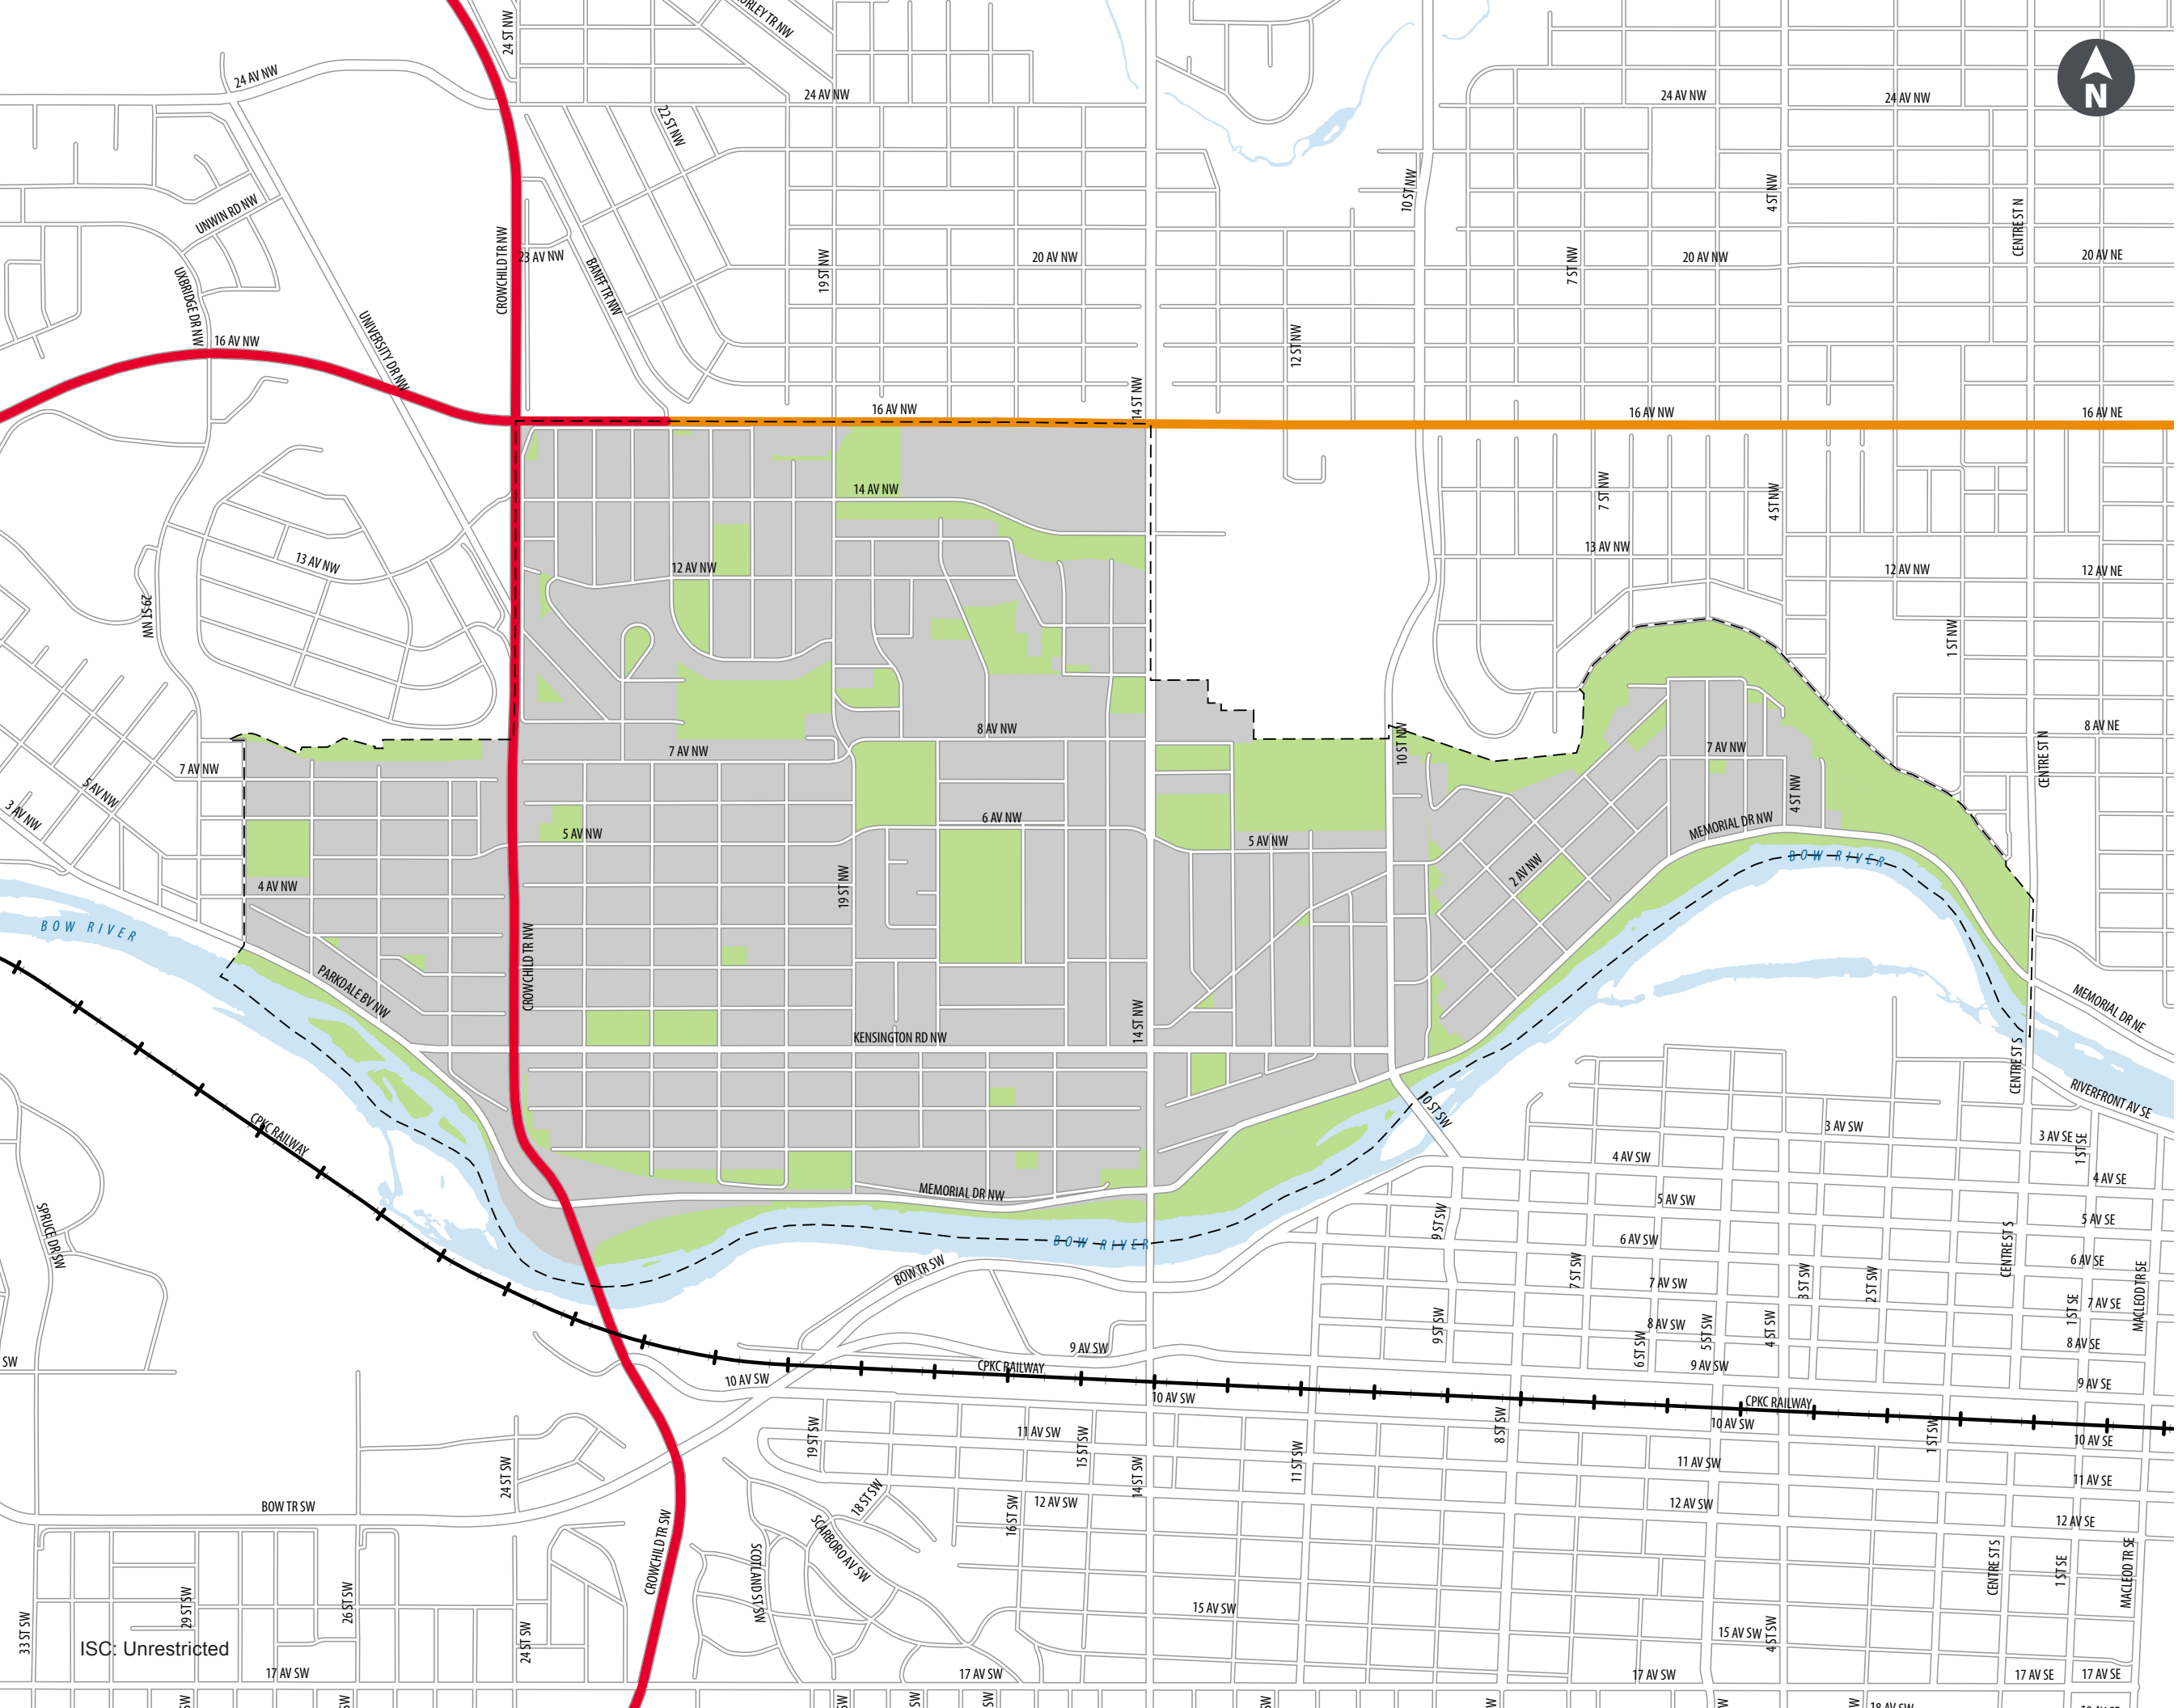 24 ST NW
MORLEY TR NW
24 AV NW
24 AV NW
24 AV NW
24 AV NW
N
22 ST NW
UNWIN RD NW
10 ST NW
4 ST NW
CENTRE ST N
CROWCHILD TR NW
23 AV NW
BANFF TR NW
19 ST NW
20 AV NW
7 ST NW
20 AV NW
20 AV NE
UXBRIDGE DR NW
16 AV NW
UNIVERSITY DR NW
12 ST NW
14 ST NW
16 AV NW
16 AV NW
16 AV NE
14 AV NW
7 ST NW
4 ST NW
13 AV NW
13 AV NW
12 AV NW
12 AV NW
12 AV NE
29 ST NW
1 ST NW
8 AV NW
8 AV NE
7 AV NW
7 AV NW
10 ST NW
7 AV NW
CENTRE ST N
5 AV NW
3 AV NW
4 ST NW
6 AV NW
5 AV NW
5 AV NW
MEMORIAL DR NW
BOW RIVER
4 AV NW
19 ST NW
2 AV NW
BOW RIVER
CROWCHILD TR NW
PARKDALE BV NW
KENSINGTON RD NW
14 ST NW
MEMORIAL DR NE
CENTRE ST S
RIVERFRONT AV SE
CPKC RAILWAY
10 ST SW
3 AV SW
3 AV SE
1 ST SE
4 AV SW
4 AV SE
MEMORIAL DR NW
5 AV SW
5 AV SE
SPRUCE DR SW
9 ST SW
BOW RIVER
6 AV SW
CENTRE ST S
6 AV SE
BOW TR SW
7 ST SW
7 AV SW
3 ST SW
2 ST SW
MACLEOD TR SE
7 AV SE
1 ST SE
9 ST SW
8 AV SW
5 ST SW
4 ST SW
8 AV SE
6 ST SW
9 AV SW
SW
CPKC RAILWAY
9 AV SW
10 AV SW
9 AV SE
10 AV SW
CPKC RAILWAY
10 AV SW
19 ST SW
11 AV SW
15 ST SW
8 ST SW
1 ST SW
10 AV SE
11 ST SW
11 AV SW
11 AV SE
24 ST SW
14 ST SW
18 ST SW
12 AV SW
12 AV SW
BOW TR SW
16 ST SW
12 AV SE
CROWCHILD TR SW
SCOTLAND ST SW
SCARBORO AV SW
CENTRE ST S
1 ST SE
MACLEOD TR SE
33 ST SW
29 ST SW
26 ST SW
15 AV SW
15 AV SW
4 ST SW
24 ST SW
ISC: Unrestricted
17 AV SW
17 AV SW
17 AV SW
17 AV SE
17 AV SE
SW
SW
SW
SW
SW
SW
SW
SW
SW
18 AV SW